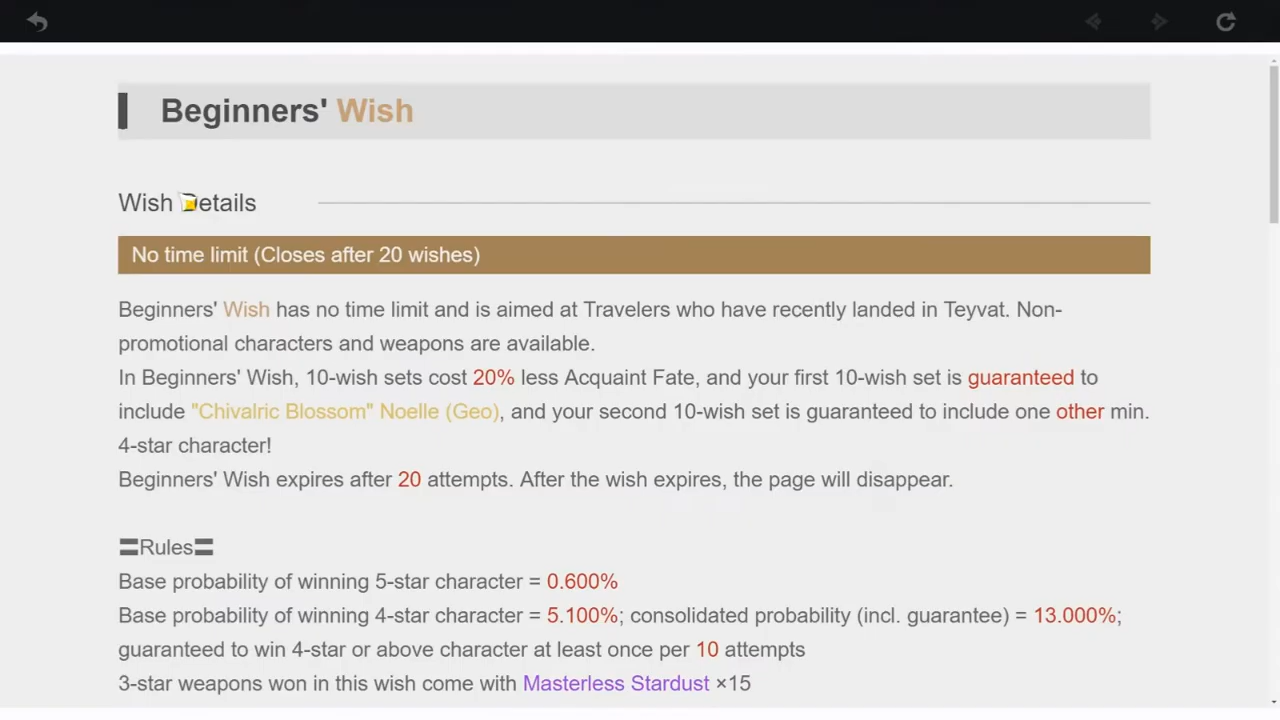 Beginners' Wish
Wish Details
No time limit (Closes after 20 wishes)
Beginners' Wish has no time limit and is aimed at Travelers who have recently landed in Teyvat. Non-
promotional characters and weapons are available.
In Beginners' Wish, 10-wish sets cost 20% less Acquaint Fate, and your first 10-wish set is guaranteed to
include "Chivalric Blossom" Noelle (Geo), and your second 10-wish set is guaranteed to include one other min.
4-star character!
Beginners' Wish expires after 20 attempts. After the wish expires, the page will disappear.
〓Rules〓
Base probability of winning 5-star character = 0.600%
Base probability of winning 4-star character = 5.100%; consolidated probability (incl. guarantee) = 13.000%;
guaranteed to win 4-star or above character at least once per 10 attempts
3-star weapons won in this wish come with Masterless Stardust ×15